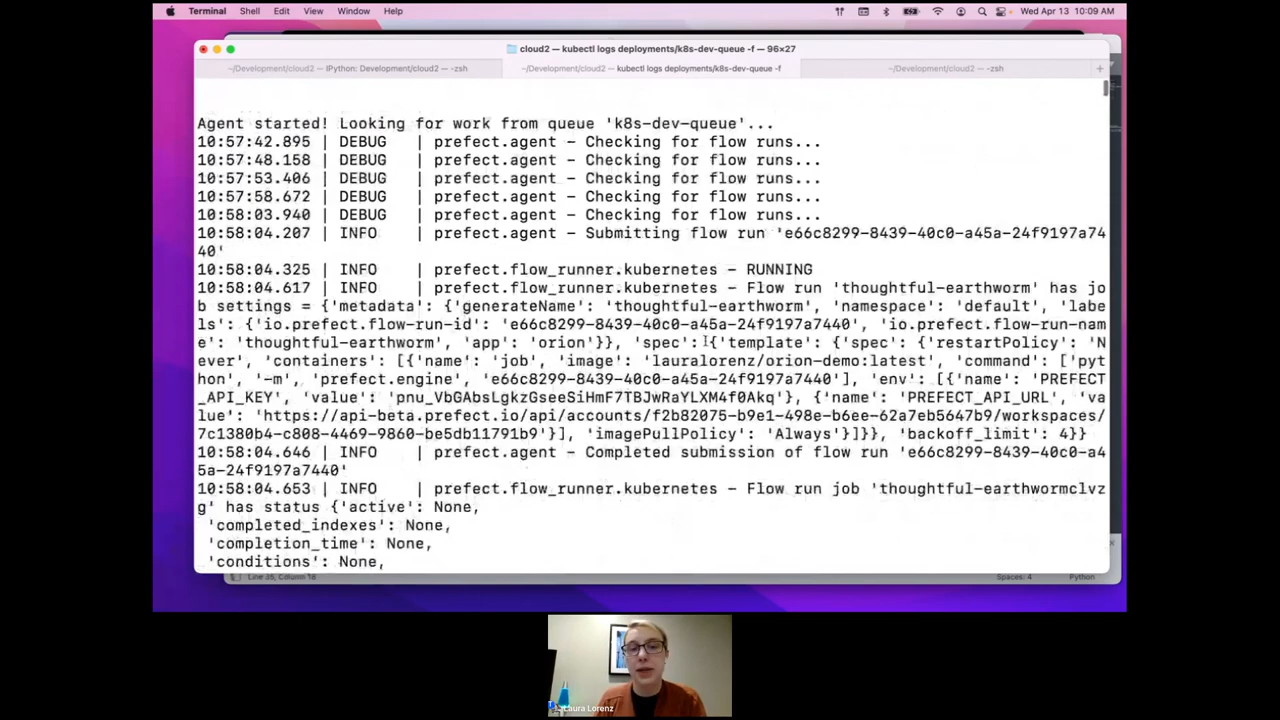 Terminal Shell Edit View Window Help Wed Apr 13 10:09 AM
cloud2 — kubectl logs deployments/k8s-dev-queue -f — 96×27
~/Development/cloud2 — IPython: Development/cloud2 — -zsh ~/Development/cloud2 — kubectl logs deployments/k8s-dev-queue -f ~/Development/cloud2 — -zsh +
Agent started! Looking for work from queue 'k8s-dev-queue'...
10:57:42.895 | DEBUG | prefect.agent - Checking for flow runs...
10:57:48.158 | DEBUG | prefect.agent - Checking for flow runs...
10:57:53.406 | DEBUG | prefect.agent - Checking for flow runs...
10:57:58.672 | DEBUG | prefect.agent - Checking for flow runs...
10:58:03.940 | DEBUG | prefect.agent - Checking for flow runs...
10:58:04.207 | INFO | prefect.agent - Submitting flow run 'e66c8299-8439-40c0-a45a-24f9197a74
40'
10:58:04.325 | INFO | prefect.flow_runner.kubernetes - RUNNING
10:58:04.617 | INFO | prefect.flow_runner.kubernetes - Flow run 'thoughtful-earthworm' has jo
b settings = {'metadata': {'generateName': 'thoughtful-earthworm', 'namespace': 'default', 'labe
ls': {'io.prefect.flow-run-id': 'e66c8299-8439-40c0-a45a-24f9197a7440', 'io.prefect.flow-run-nam
e': 'thoughtful-earthworm', 'app': 'orion'}}, 'spec': {'template': {'spec': {'restartPolicy': 'N
ever', 'containers': [{'name': 'job', 'image': 'lauralorenz/orion-demo:latest', 'command': ['pyt
hon', '-m', 'prefect.engine', 'e66c8299-8439-40c0-a45a-24f9197a7440'], 'env': [{'name': 'PREFECT
_API_KEY', 'value': 'pnu_VbGAbsLgkzGseeSiHmF7TBJwRaYLXM4f0Akq'}, {'name': 'PREFECT_API_URL', 'va
lue': 'https://api-beta.prefect.io/api/accounts/f2b82075-b9e1-498e-b6ee-62a7eb5647b9/workspaces/
7c1380b4-c808-4469-9860-be5db11791b9'}], 'imagePullPolicy': 'Always'}]}}, 'backoff_limit': 4}}
10:58:04.646 | INFO | prefect.agent - Completed submission of flow run 'e66c8299-8439-40c0-a4
5a-24f9197a7440'
10:58:04.653 | INFO | prefect.flow_runner.kubernetes - Flow run job 'thoughtful-earthwormclvz
g' has status {'active': None,
'completed_indexes': None,
'completion_time': None,
'conditions': None,
Line 35, Column 18 Spaces: 4 Python
Laura Lorenz